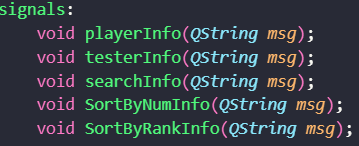 signals:
    void playerInfo(QString msg);
    void testerInfo(QString msg);
    void searchInfo(QString msg);
    void SortByNumInfo(QString msg);
    void SortByRankInfo(QString msg);